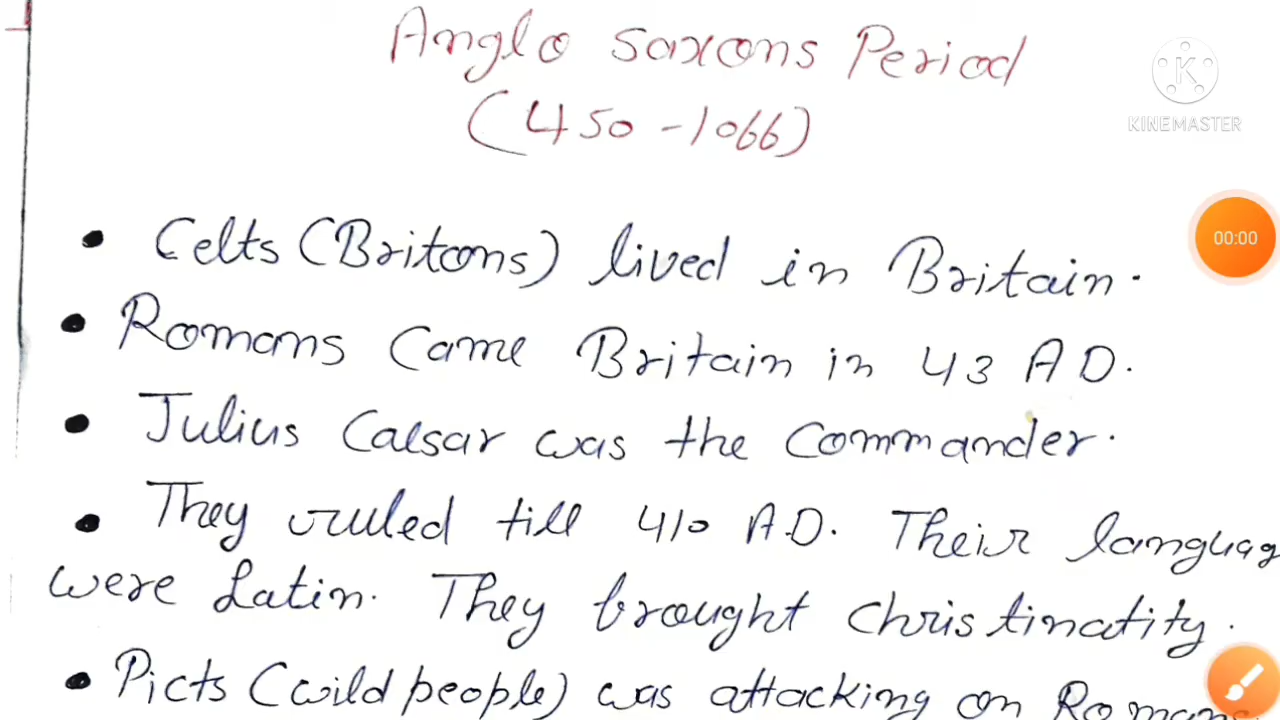 Anglo Saxons Period
(450-1066)
KINEMASTER
• Celts (Britons) lived in Britain.
00:00
• Romans Came Britain in 43 AD.
• Julius Caesar was the Commander.
• They ruled till 410 A.D. Their languag
were Latin. They brought Christinatity.
• Picts (wild people) was attacking on Romans